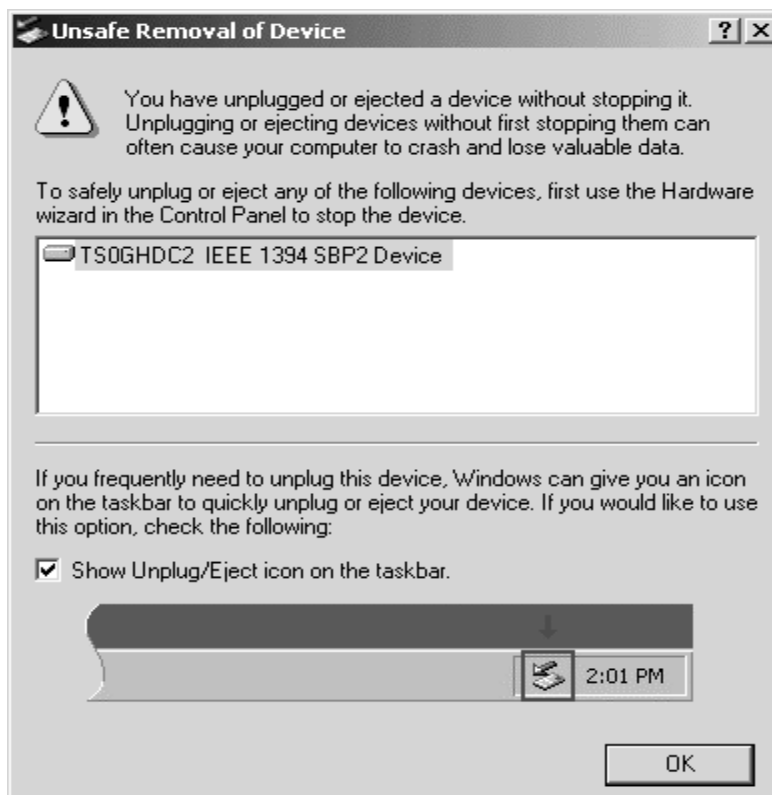 Unsafe Removal of Device
You have unplugged or ejected a device without stopping it.
Unplugging or ejecting devices without first stopping them can
often cause your computer to crash and lose valuable data.
To safely unplug or eject any of the following devices, first use the Hardware
wizard in the Control Panel to stop the device.
TS0GHDC2 IEEE 1394 SBP2 Device
If you frequently need to unplug this device, Windows can give you an icon
on the taskbar to quickly unplug or eject your device. If you would like to use
this option, check the following:
Show Unplug/Eject icon on the taskbar.
2:01 PM
OK